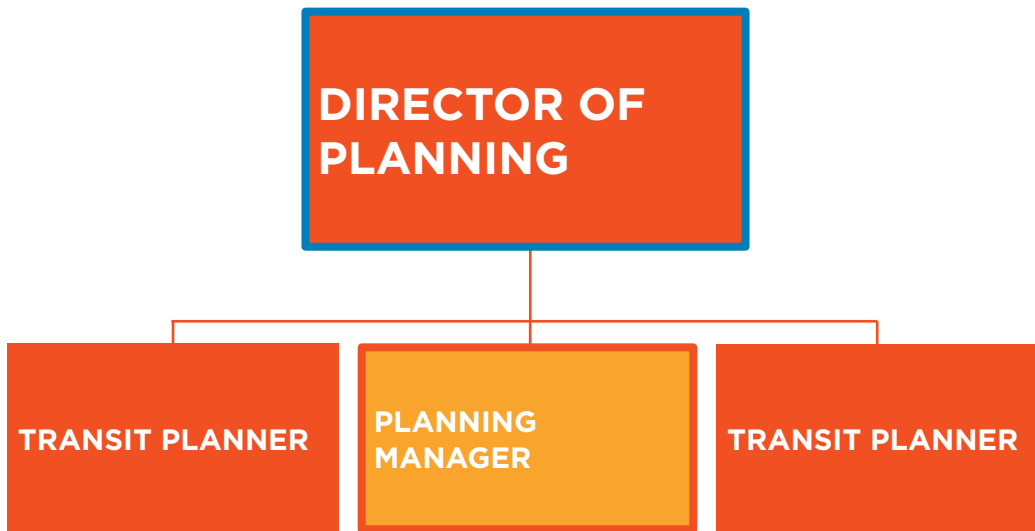 DIRECTOR OF
PLANNING
TRANSIT PLANNER
PLANNING
MANAGER
TRANSIT PLANNER